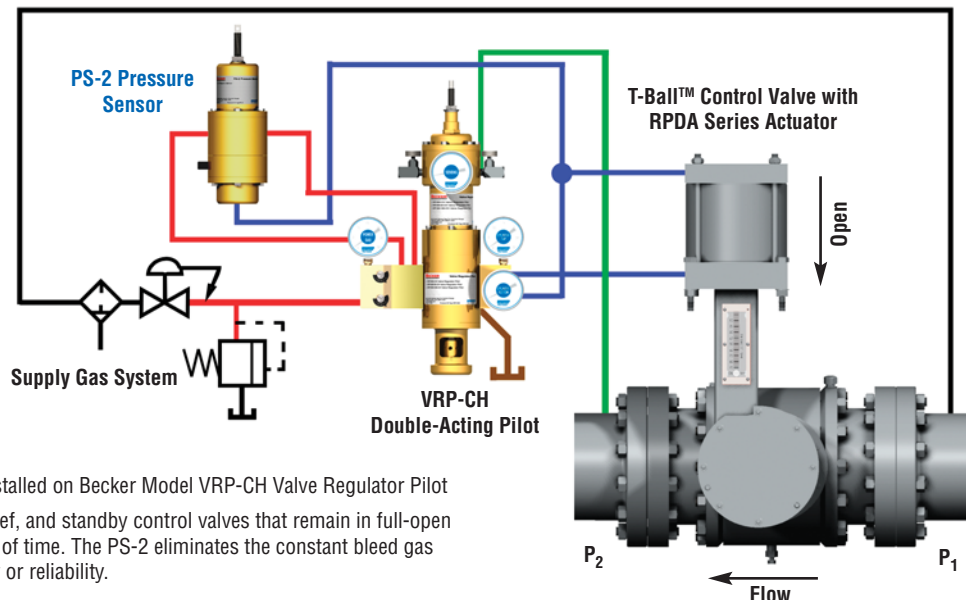 PS-2 Pressure
Sensor
T-Ball™ Control Valve with
RPDA Series Actuator
Open
Supply Gas System
VRP-CH
Double-Acting Pilot
stalled on Becker Model VRP-CH Valve Regulator Pilot
ef, and standby control valves that remain in full-open
of time. The PS-2 eliminates the constant bleed gas
or reliability.
P2
P1
Flow